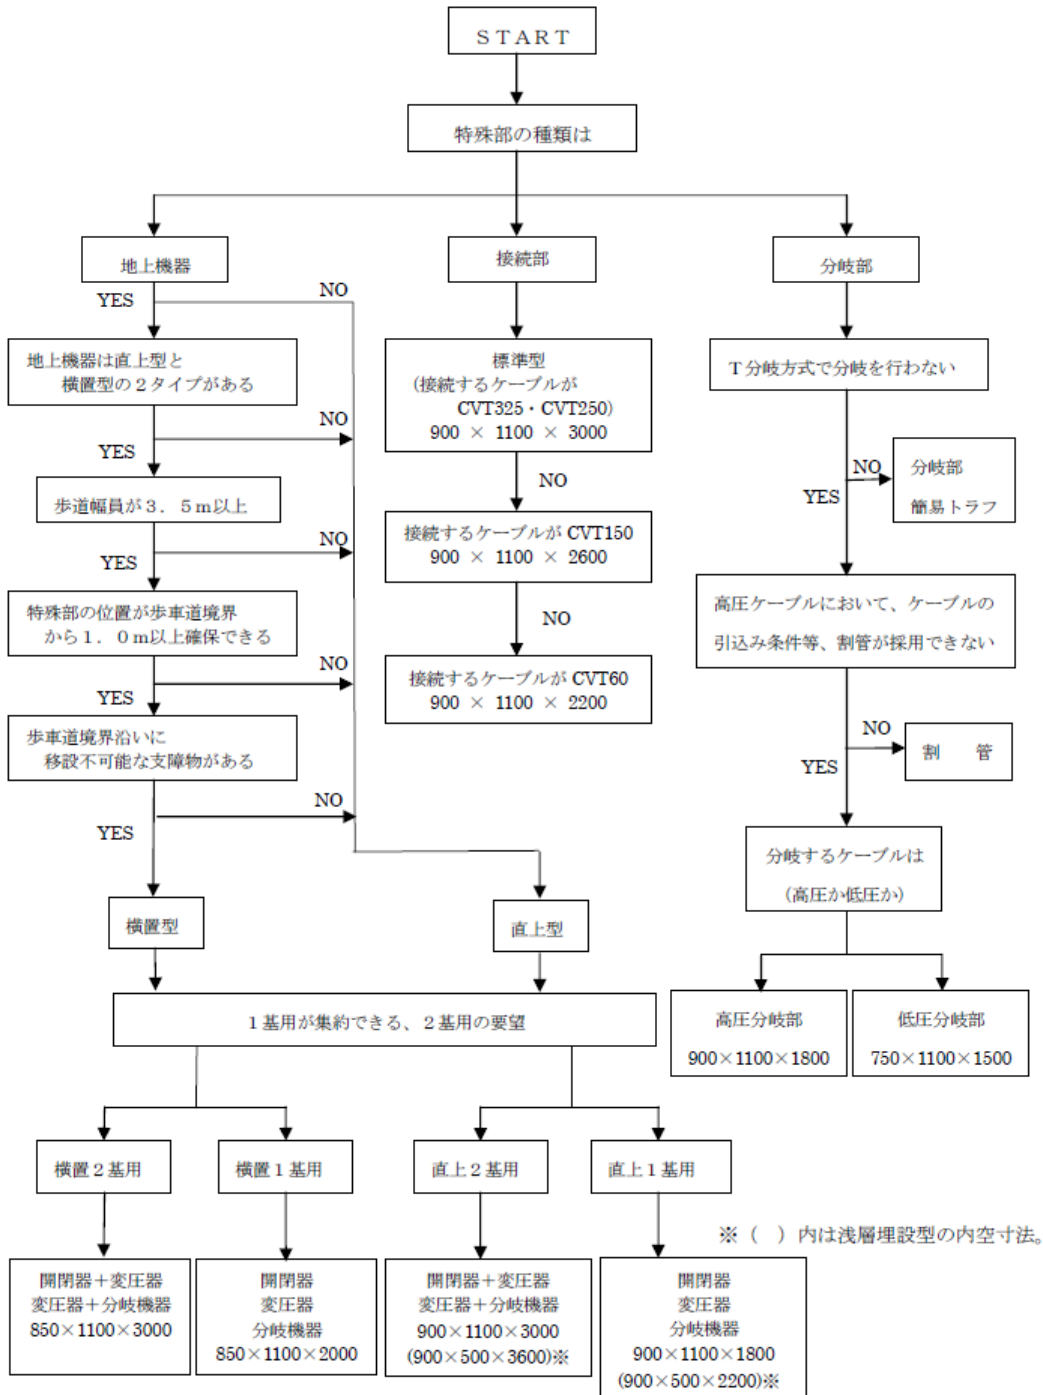 START
特殊部の種類は
地上機器
接続部
分岐部
YES
NO
地上機器は直上型と
横置型の２タイプがある
標準型
(接続するケーブルが
CVT325・CVT250)
900 × 1100 × 3000
Ｔ分岐方式で分岐を行わない
NO
YES
NO
分岐部
簡易トラフ
YES
NO
歩道幅員が３．５ｍ以上
接続するケーブルが CVT150
900 × 1100 × 2600
NO
YES
NO
特殊部の位置が歩車道境界
から１．０ｍ以上確保できる
高圧ケーブルにおいて、ケーブルの
引込み条件等、割管が採用できない
NO
YES
接続するケーブルが CVT60
900 × 1100 × 2200
歩車道境界沿いに
移設不可能な支障物がある
NO
割　管
YES
NO
YES
分岐するケーブルは
(高圧か低圧か)
横置型
直上型
１基用が集約できる、２基用の要望
高圧分岐部
900×1100×1800
低圧分岐部
750×1100×1500
横置２基用
横置１基用
直上２基用
直上１基用
※（　）内は浅層埋設型の内空寸法。
開閉器＋変圧器
変圧器＋分岐機器
850×1100×3000
開閉器
変圧器
分岐機器
850×1100×2000
開閉器＋変圧器
変圧器＋分岐機器
900×1100×3000
(900×500×3600)※
開閉器
変圧器
分岐機器
900×1100×1800
(900×500×2200)※